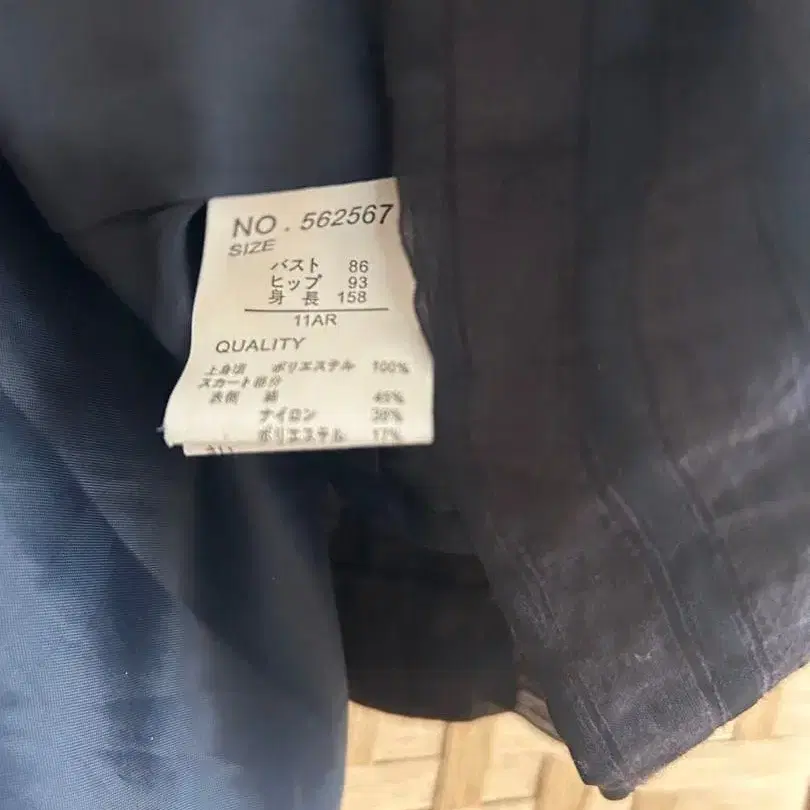 NO. 562567
SIZE
バスト 86
ヒップ 93
身長 158
11AR
QUALITY
上身頃 ポリエステル 100%
スカート部分
表側 綿 45%
ナイロン 38%
ポリエステル 17%